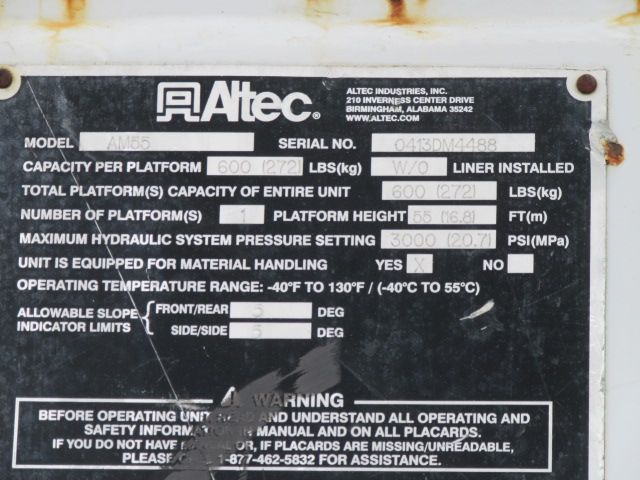 Altec®
ALTEC INDUSTRIES, INC.
210 INVERNESS CENTER DRIVE
BIRMINGHAM, ALABAMA 35242
WWW.ALTEC.COM
MODEL AM55 SERIAL NO. 0413DM4488
CAPACITY PER PLATFORM 600 (272) LBS(kg) W/O LINER INSTALLED
TOTAL PLATFORM(S) CAPACITY OF ENTIRE UNIT 600 (272) LBS(kg)
NUMBER OF PLATFORM(S) 1 PLATFORM HEIGHT 55 (16.8) FT(m)
MAXIMUM HYDRAULIC SYSTEM PRESSURE SETTING 3000 (20.7) PSI(MPa)
UNIT IS EQUIPPED FOR MATERIAL HANDLING YES X NO
OPERATING TEMPERATURE RANGE: -40°F TO 130°F / (-40°C TO 55°C)
ALLOWABLE SLOPE INDICATOR LIMITS
FRONT/REAR 5 DEG
SIDE/SIDE 5 DEG
WARNING
BEFORE OPERATING UNIT READ AND UNDERSTAND ALL OPERATING AND
SAFETY INFORMATION IN MANUAL AND ON ALL PLACARDS.
IF YOU DO NOT HAVE MANUAL OR, IF PLACARDS ARE MISSING/UNREADABLE,
PLEASE CALL 1-877-462-5832 FOR ASSISTANCE.